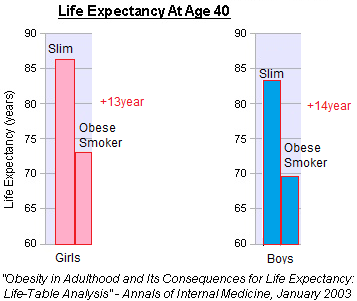 Life Expectancy At Age 40
Life Expectancy (years)
90
85
80
75
70
65
60
Slim
+13year
Obese
Smoker
Girls
90
85
80
75
70
65
60
Slim
+14year
Obese
Smoker
Boys
"Obesity in Adulthood and Its Consequences for Life Expectancy:
Life-Table Analysis" - Annals of Internal Medicine, January 2003